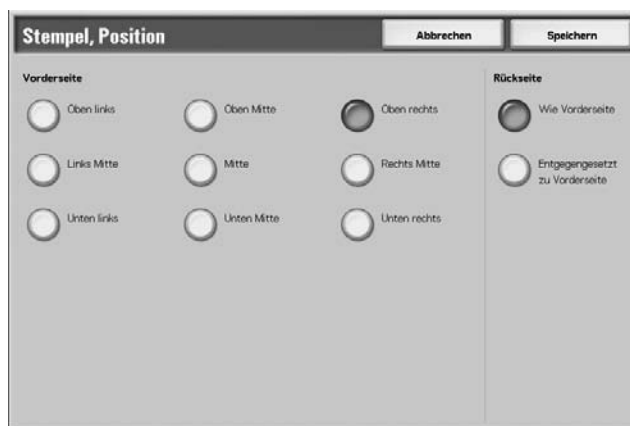 Stempel, Position
Abbrechen
Speichern
Vorderseite
Oben links
Oben Mitte
Oben rechts
Links Mitte
Mitte
Rechts Mitte
Unten links
Unten Mitte
Unten rechts
Rückseite
Wie Vorderseite
Entgegengesetzt
zu Vorderseite